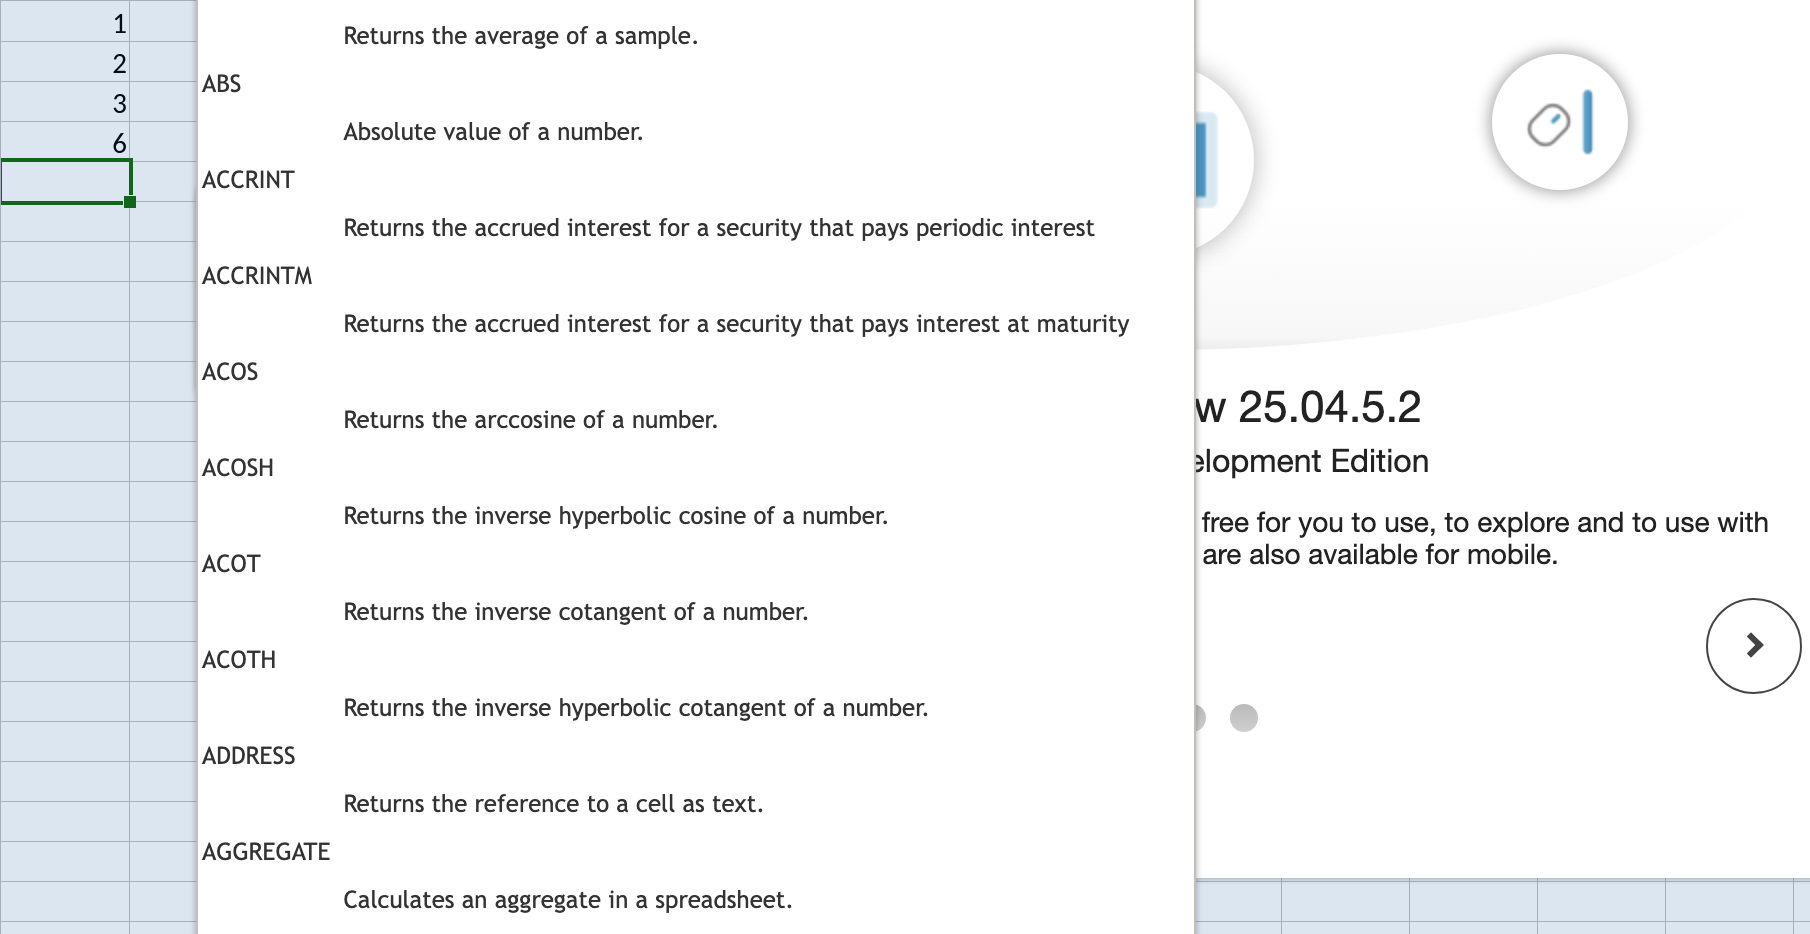 1
2
3
6
Returns the average of a sample.
ABS
Absolute value of a number.
ACCRINT
Returns the accrued interest for a security that pays periodic interest
ACCRINTM
Returns the accrued interest for a security that pays interest at maturity
ACOS
Returns the arccosine of a number.
ACOSH
Returns the inverse hyperbolic cosine of a number.
ACOT
Returns the inverse cotangent of a number.
ACOTH
Returns the inverse hyperbolic cotangent of a number.
ADDRESS
Returns the reference to a cell as text.
AGGREGATE
Calculates an aggregate in a spreadsheet.
w 25.04.5.2
elopment Edition
free for you to use, to explore and to use with
are also available for mobile.